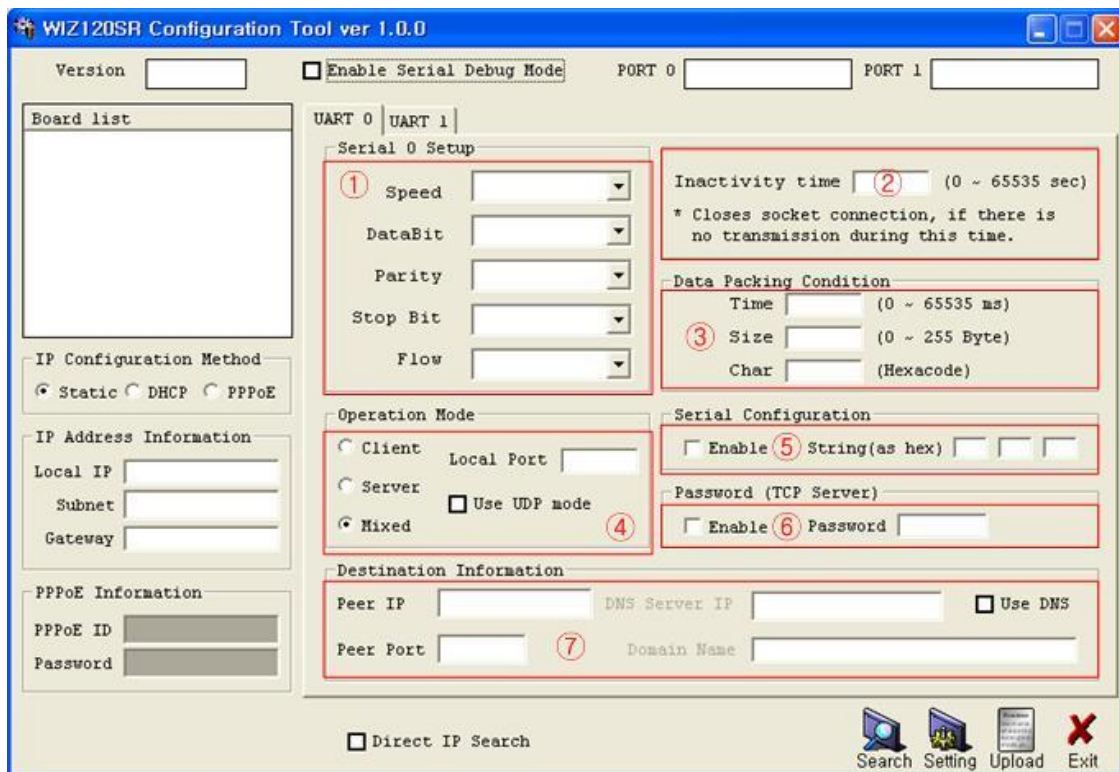 WIZ120SR Configuration Tool ver 1.0.0
Version
Enable Serial Debug Mode
PORT 0
PORT 1
Board list
IP Configuration Method
Static DHCP PPPoE
IP Address Information
Local IP
Subnet
Gateway
PPPoE Information
PPPoE ID
Password
UART 0 UART 1
Serial 0 Setup
① Speed
DataBit
Parity
Stop Bit
Flow
Inactivity time ② (0 ~ 65535 sec)
* Closes socket connection, if there is
no transmission during this time.
Data Packing Condition
Time (0 ~ 65535 ms)
③ Size (0 ~ 255 Byte)
Char (Hexacode)
Operation Mode
Client
Local Port
Server
Use UDP mode
Mixed ④
Serial Configuration
Enable ⑤ String(as hex)
Password (TCP Server)
Enable ⑥ Password
Destination Information
Peer IP DNS Server IP Use DNS
Peer Port ⑦ Domain Name
Direct IP Search
Search Setting Upload Exit